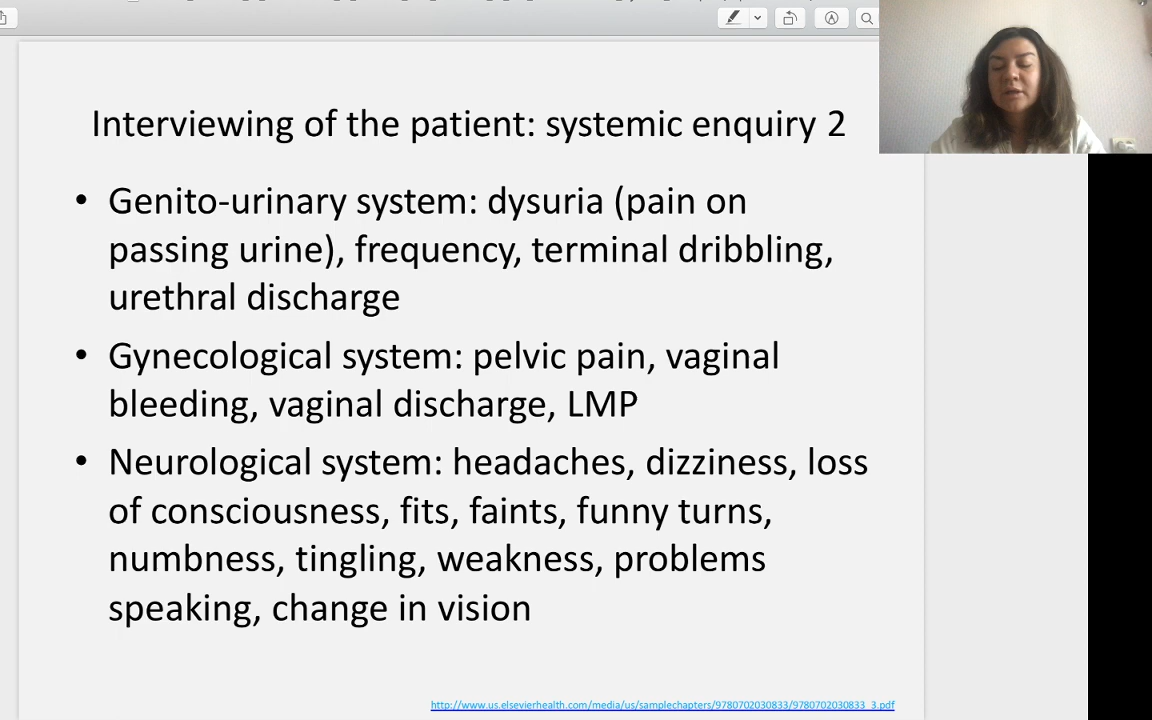 Interviewing of the patient: systemic enquiry 2
• Genito-urinary system: dysuria (pain on
passing urine), frequency, terminal dribbling,
urethral discharge
• Gynecological system: pelvic pain, vaginal
bleeding, vaginal discharge, LMP
• Neurological system: headaches, dizziness, loss
of consciousness, fits, faints, funny turns,
numbness, tingling, weakness, problems
speaking, change in vision
http://www.us.elsevierhealth.com/media/us/samplechapters/9780702030833/9780702030833_3.pdf